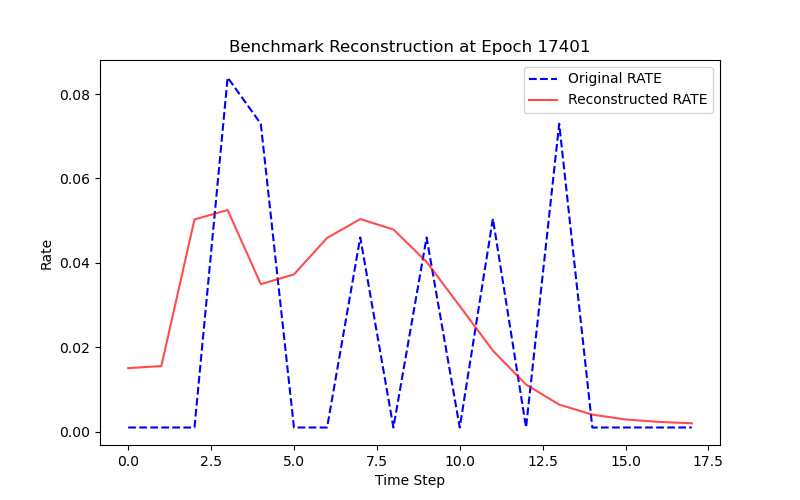 Benchmark Reconstruction at Epoch 17401
Original RATE
Reconstructed RATE
Rate
0.08
0.06
0.04
0.02
0.00
0.0 2.5 5.0 7.5 10.0 12.5 15.0 17.5
Time Step